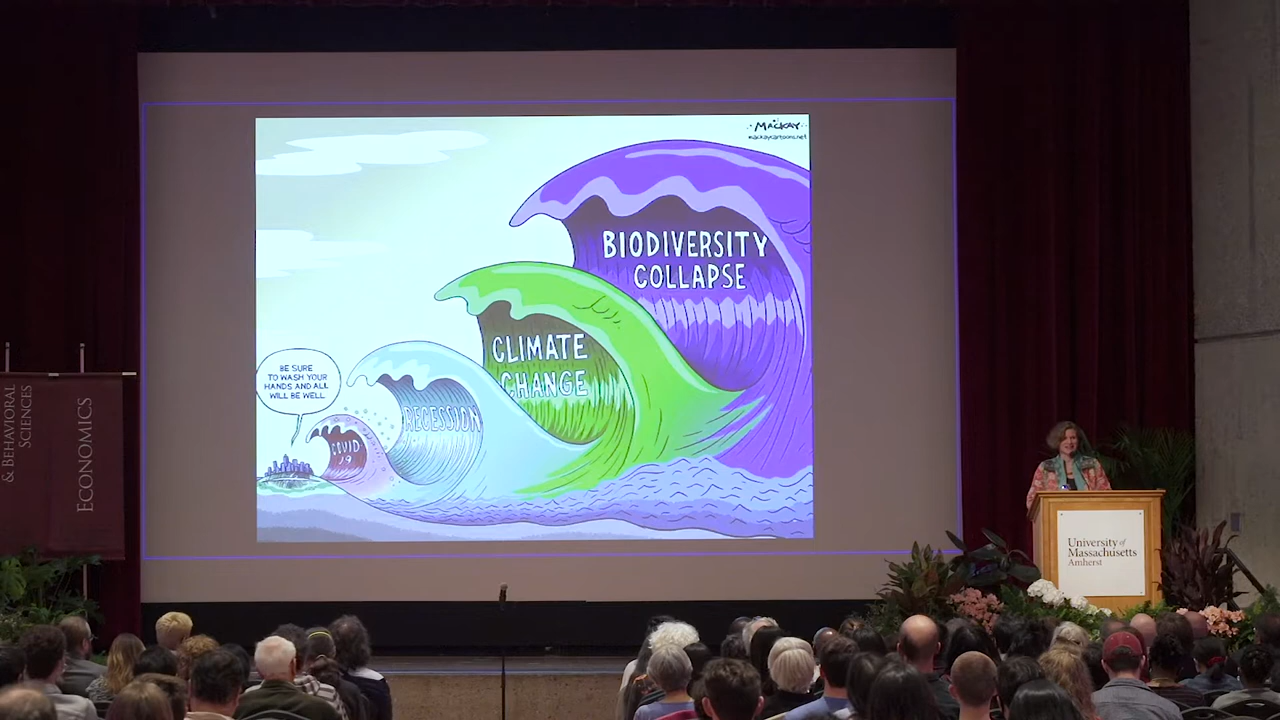 MACKAY
mackaycartoons.net
BIODIVERSITY
COLLAPSE
CLIMATE
CHANGE
BE SURE
TO WASH YOUR
HANDS AND ALL
WILL BE WELL
RECESSION
COVID
19
& BEHAVIORAL
SCIENCES
ECONOMICS
University of
Massachusetts
Amherst